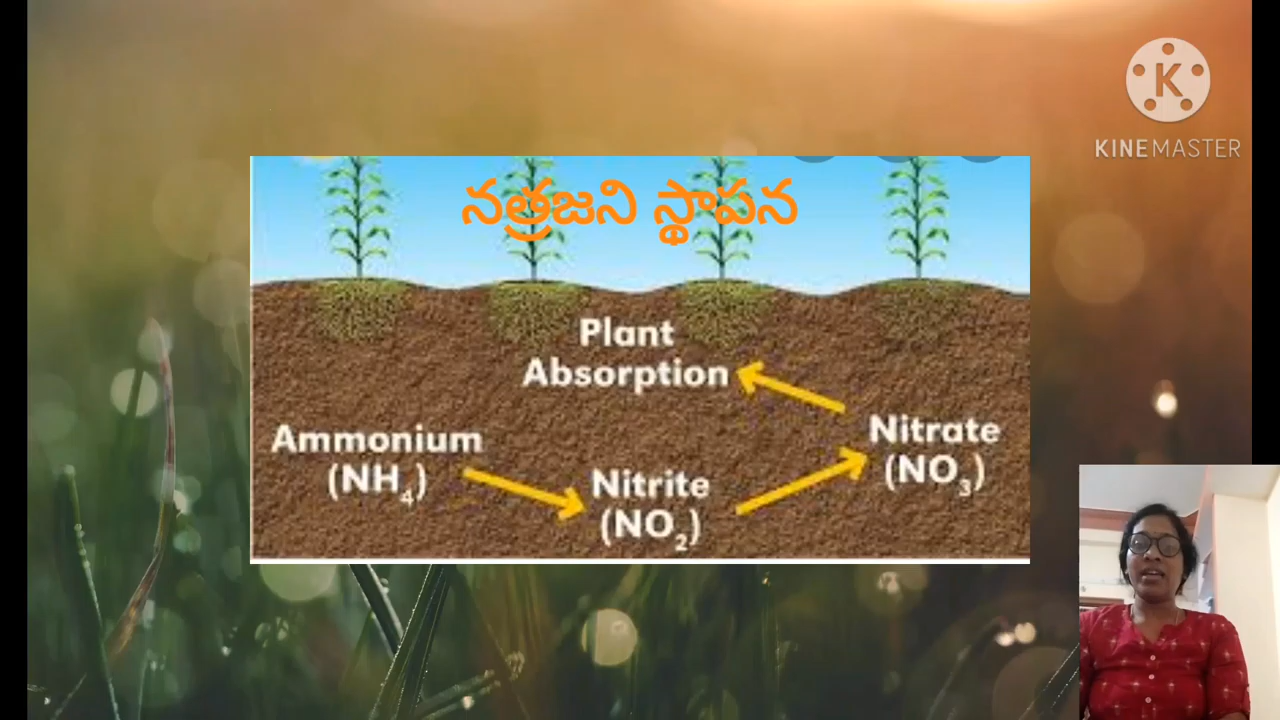 K
KINEMASTER
నత్రజని స్థాపన
Plant
Absorption
Ammonium
(NH₄)
Nitrite
(NO₂)
Nitrate
(NO₃)